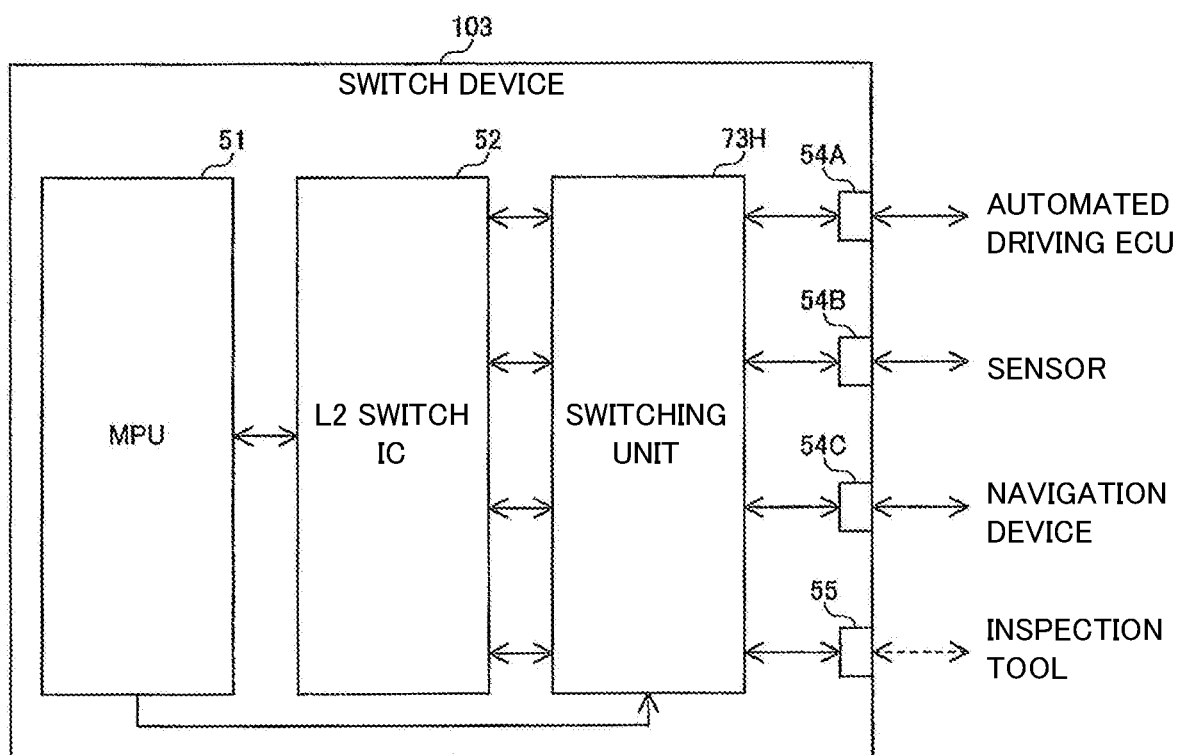 103
SWITCH DEVICE
51
52
73H
54A
AUTOMATED
DRIVING ECU
54B
SENSOR
MPU
L2 SWITCH
IC
SWITCHING
UNIT
54C
NAVIGATION
DEVICE
55
INSPECTION
TOOL